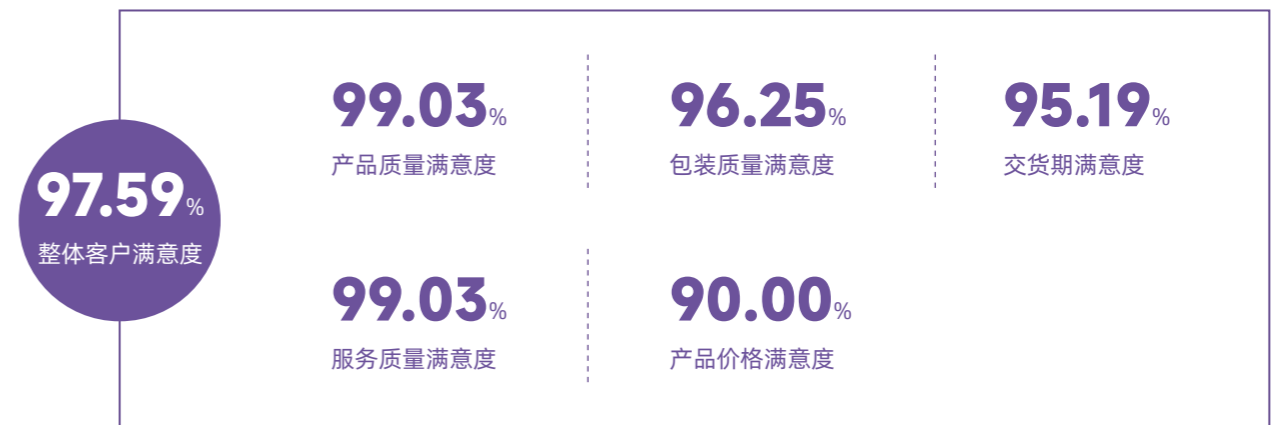 97.59%
整体客户满意度
99.03%
产品质量满意度
96.25%
包装质量满意度
95.19%
交货期满意度
99.03%
服务质量满意度
90.00%
产品价格满意度